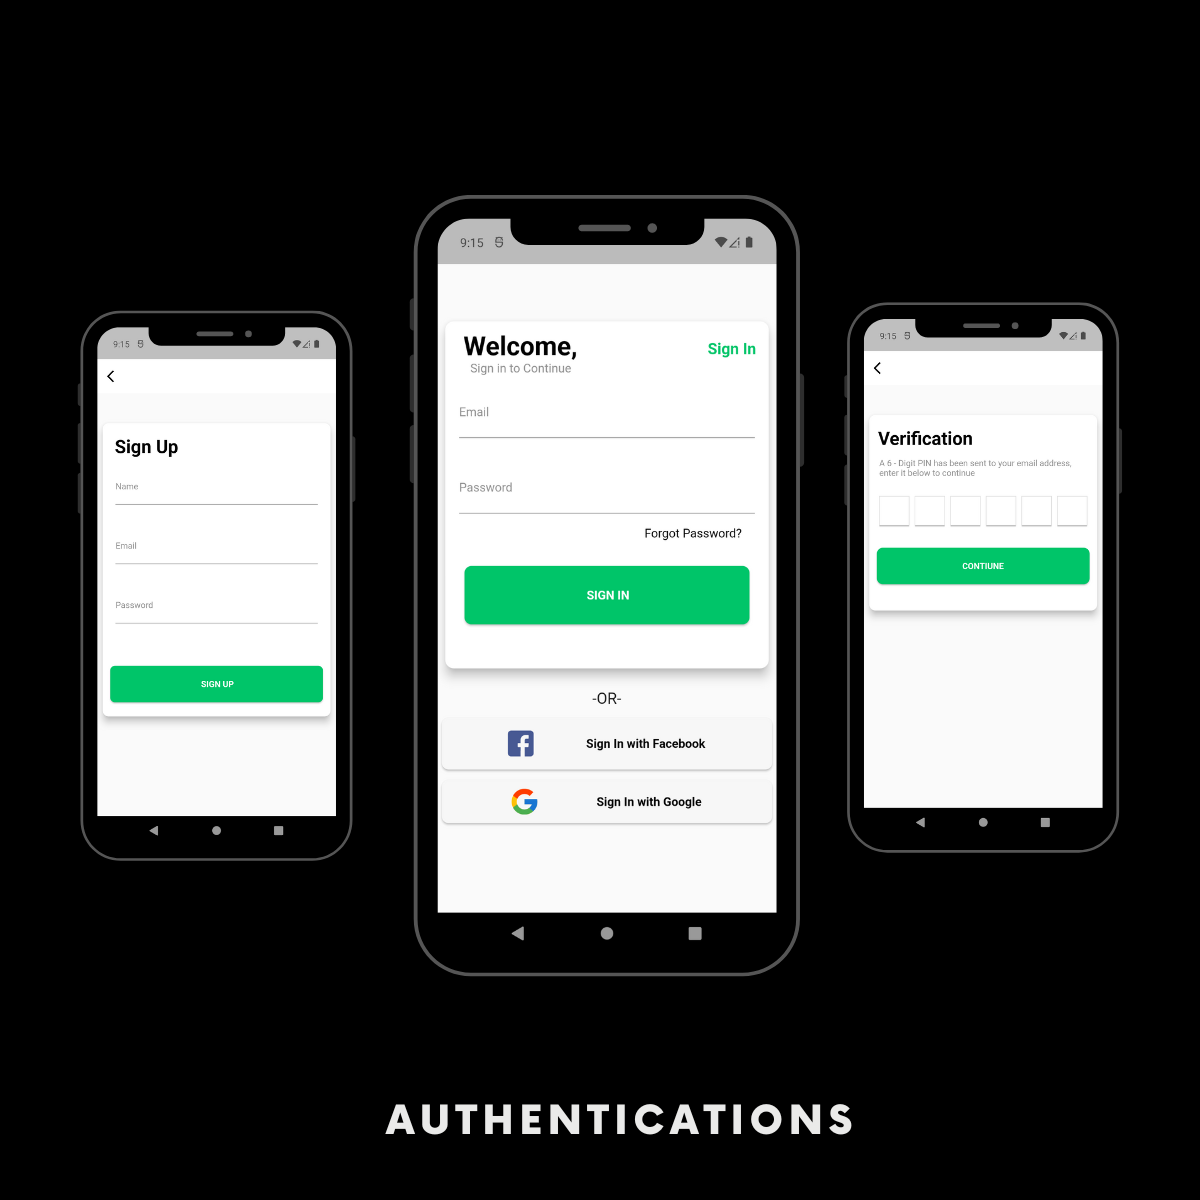 9:15
Sign Up
Name
Email
Password
SIGN UP
9:15
Welcome,
Sign In
Sign in to Continue
Email
Password
Forgot Password?
SIGN IN
-OR-
Sign In with Facebook
Sign In with Google
9:15
Verification
A 6 - Digit PIN has been sent to your email address,
enter it below to continue
CONTIUNE
AUTHENTICATIONS